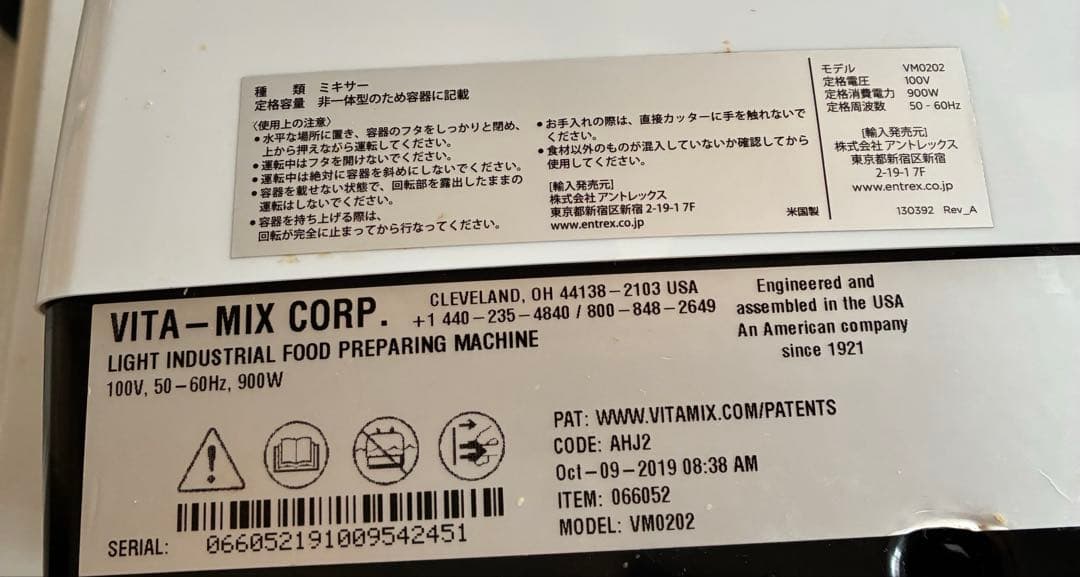 種　類　ミキサー
定格容量　非一体型のため容器に記載
〈使用上の注意〉
●水平な場所に置き、容器のフタをしっかりと閉め、
上から押えながら運転してください。
●運転中はフタを開けないでください。
●運転中は絶対に容器を斜めにしないでください。
●容器を載せない状態で、回転部を露出したままの
運転はしないでください。
●容器を持ち上げる際は、
回転が完全に止まってから行なってください。
●お手入れの際は、直接カッターに手を触れないで
ください。
●食材以外のものが混入していないか確認してから
使用してください。
[輸入発売元]
株式会社 アントレックス
東京都新宿区新宿 2-19-1 7F
www.entrex.co.jp
米国製
モデル VM0202
定格電圧 100V
定格消費電力 900W
定格周波数 50 - 60Hz
[輸入発売元]
株式会社 アントレックス
東京都新宿区新宿
2-19-1 7F
www.entrex.co.jp
130392 Rev_A
VITA-MIX CORP.
CLEVELAND, OH 44138-2103 USA
+1 440-235-4840 / 800-848-2649
LIGHT INDUSTRIAL FOOD PREPARING MACHINE
100V, 50-60Hz, 900W
Engineered and
assembled in the USA
An American company
since 1921
PAT: WWW.VITAMIX.COM/PATENTS
CODE: AHJ2
Oct-09-2019 08:38 AM
ITEM: 066052
MODEL: VM0202
SERIAL: 066052191009542451